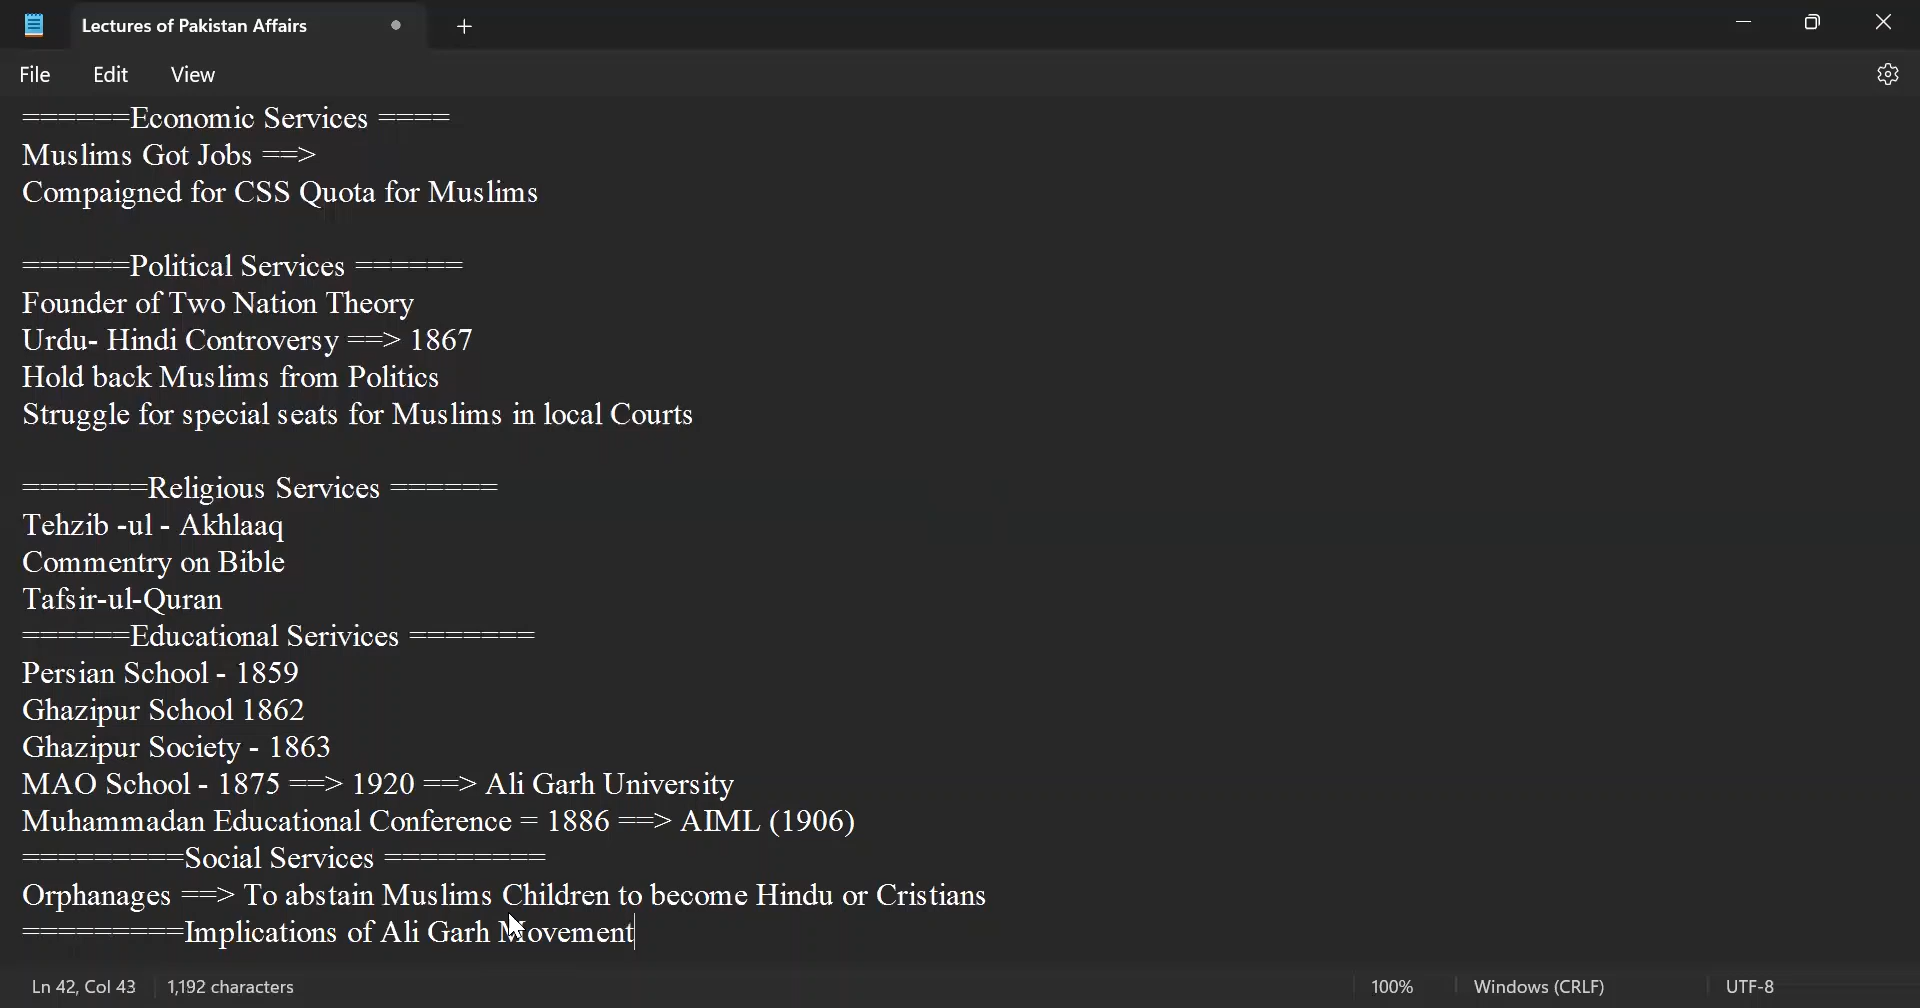 Lectures of Pakistan Affairs
File Edit View
======Economic Services ====
Muslims Got Jobs ==>
Compaigned for CSS Quota for Muslims
======Political Services ======
Founder of Two Nation Theory
Urdu- Hindi Controversy ==> 1867
Hold back Muslims from Politics
Struggle for special seats for Muslims in local Courts
=======Religious Services ======
Tehzib -ul - Akhlaaq
Commentry on Bible
Tafsir-ul-Quran
======Educational Serivices =======
Persian School - 1859
Ghazipur School 1862
Ghazipur Society - 1863
MAO School - 1875 ==> 1920 ==> Ali Garh University
Muhammadan Educational Conference = 1886 ==> AIML (1906)
=========Social Services =========
Orphanages ==> To abstain Muslims Children to become Hindu or Cristians
=========Implications of Ali Garh Movement
Ln 42, Col 43 1,192 characters 100% Windows (CRLF) UTF-8